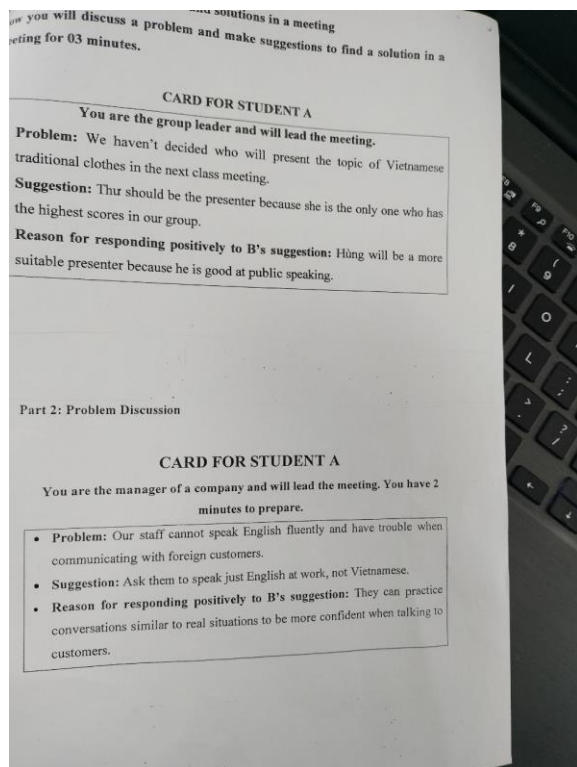 solutions in a meeting
you will discuss a problem and make suggestions to find a solution in a
for 03 minutes.
CARD FOR STUDENT A
You are the group leader and will lead the meeting.
Problem: We haven't decided who will present the topic of Vietnamese
traditional clothes in the next class meeting.
Suggestion: Thư should be the presenter because she is the only one who has
the highest scores in our group.
Reason for responding positively to B's suggestion: Hùng will be a more
suitable presenter because he is good at public speaking.
Part 2: Problem Discussion
CARD FOR STUDENT A
You are the manager of a company and will lead the meeting. You have 2
minutes to prepare.
• Problem: Our staff cannot speak English fluently and have trouble when
communicating with foreign customers.
• Suggestion: Ask them to speak just English at work, not Vietnamese.
• Reason for responding positively to B's suggestion: They can practice
conversations similar to real situations to be more confident when talking to
customers.
F8
F9
F10
*
8
(
9
I
O
L
:
;
>
.
?
/